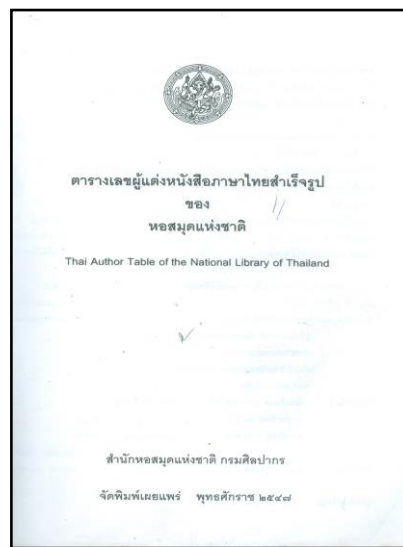 ตารางเลขผู้แต่งหนังสือภาษาไทยสำเร็จรูป
ของ
หอสมุดแห่งชาติ
Thai Author Table of the National Library of Thailand
สำนักหอสมุดแห่งชาติ กรมศิลปากร
จัดพิมพ์เผยแพร่ พุทธศักราช ๒๕๔๗